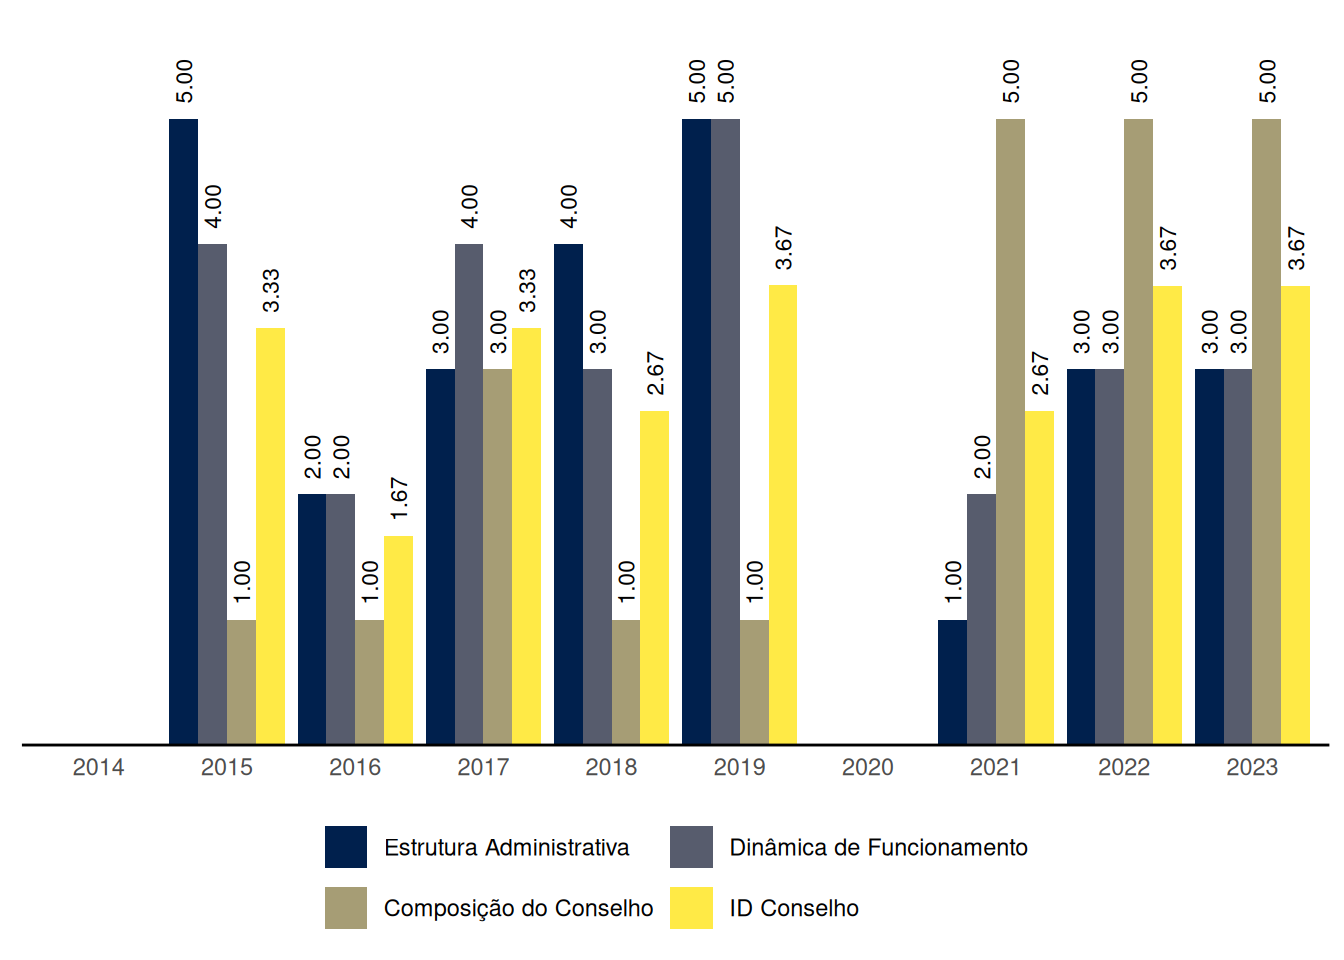 5.00 4.00 1.00 3.33 2.00 2.00 1.00 1.67 3.00 4.00 3.00 3.33 4.00 3.00 1.00 2.67 5.00 5.00 1.00 3.67 1.00 2.00 5.00 2.67 3.00 3.00 5.00 3.67 3.00 3.00 5.00 3.67
2014 2015 2016 2017 2018 2019 2020 2021 2022 2023
Estrutura Administrativa Dinâmica de Funcionamento
Composição do Conselho ID Conselho